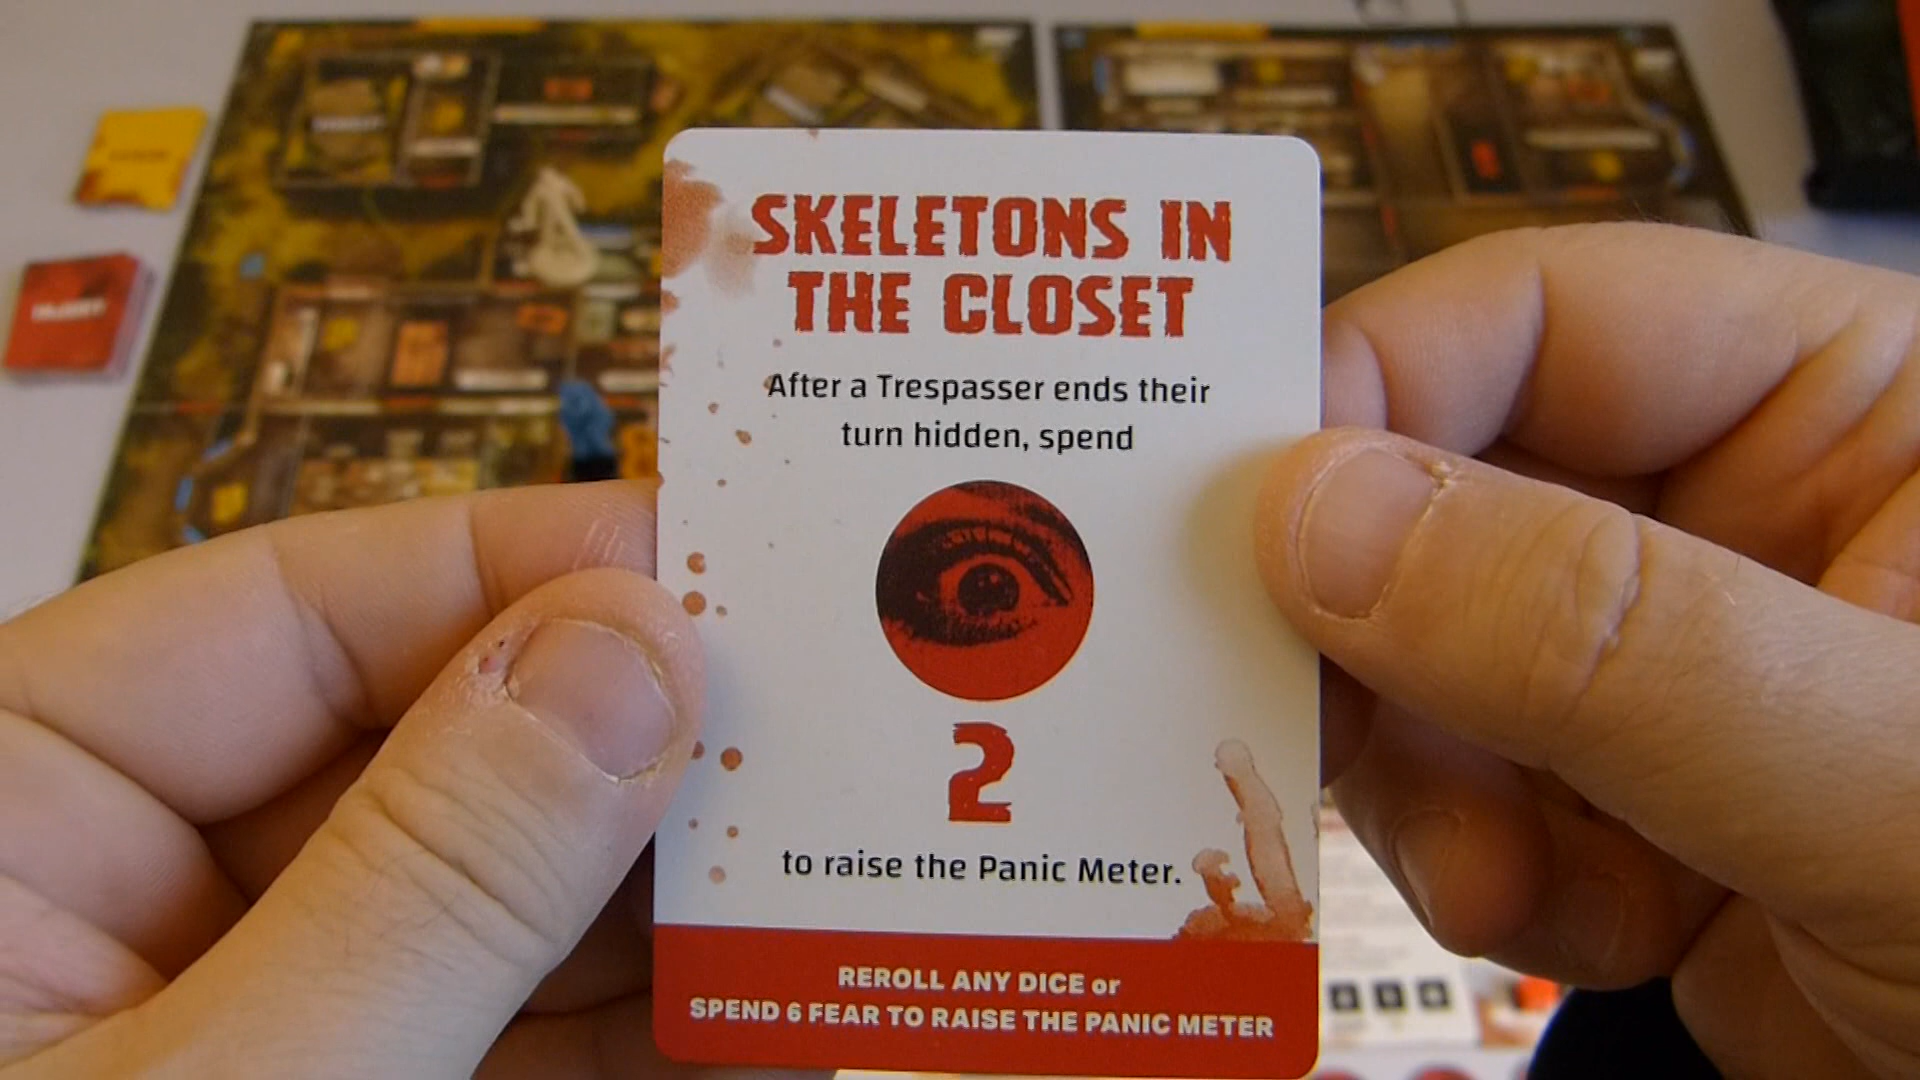 SKELETONS IN
THE CLOSET
After a Trespasser ends their
turn hidden, spend
2
to raise the Panic Meter.
REROLL ANY DICE or
SPEND 6 FEAR TO RAISE THE PANIC METER